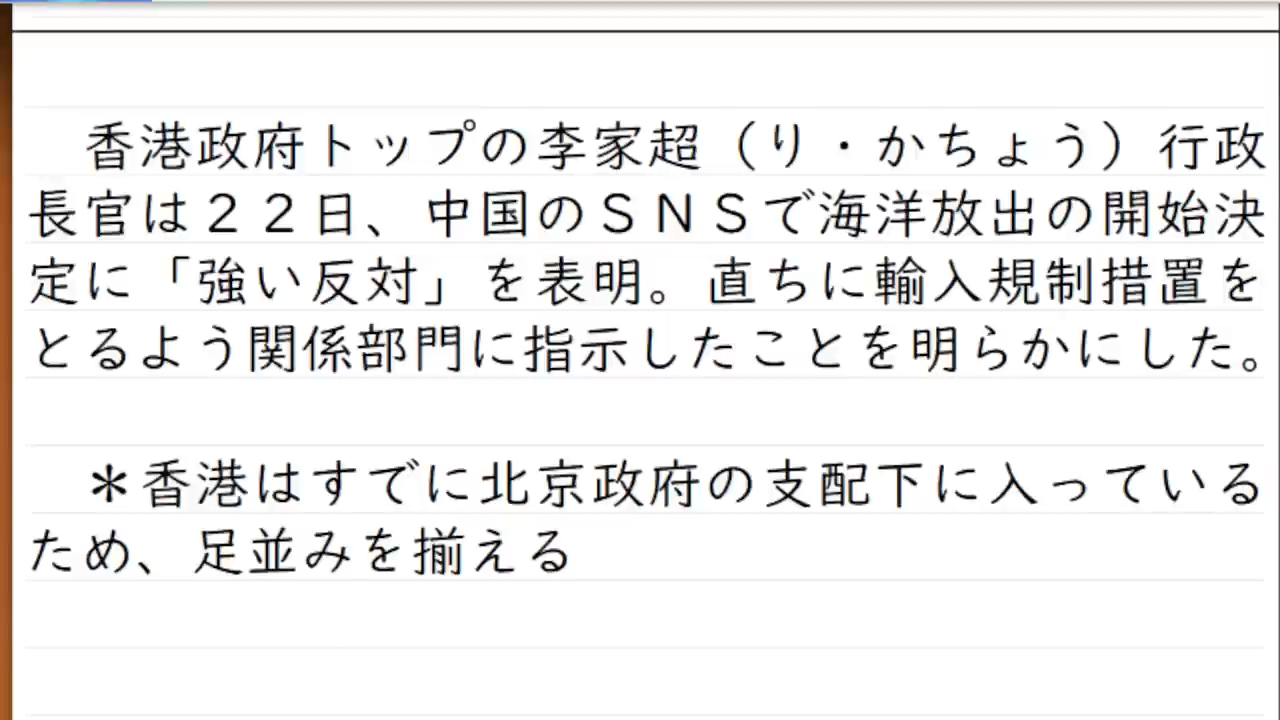 香港政府トップの李家超（り・かちょう）行政
長官は２２日、中国のＳＮＳで海洋放出の開始決
定に「強い反対」を表明。直ちに輸入規制措置を
とるよう関係部門に指示したことを明らかにした。
　＊香港はすでに北京政府の支配下に入っている
ため、足並みを揃える